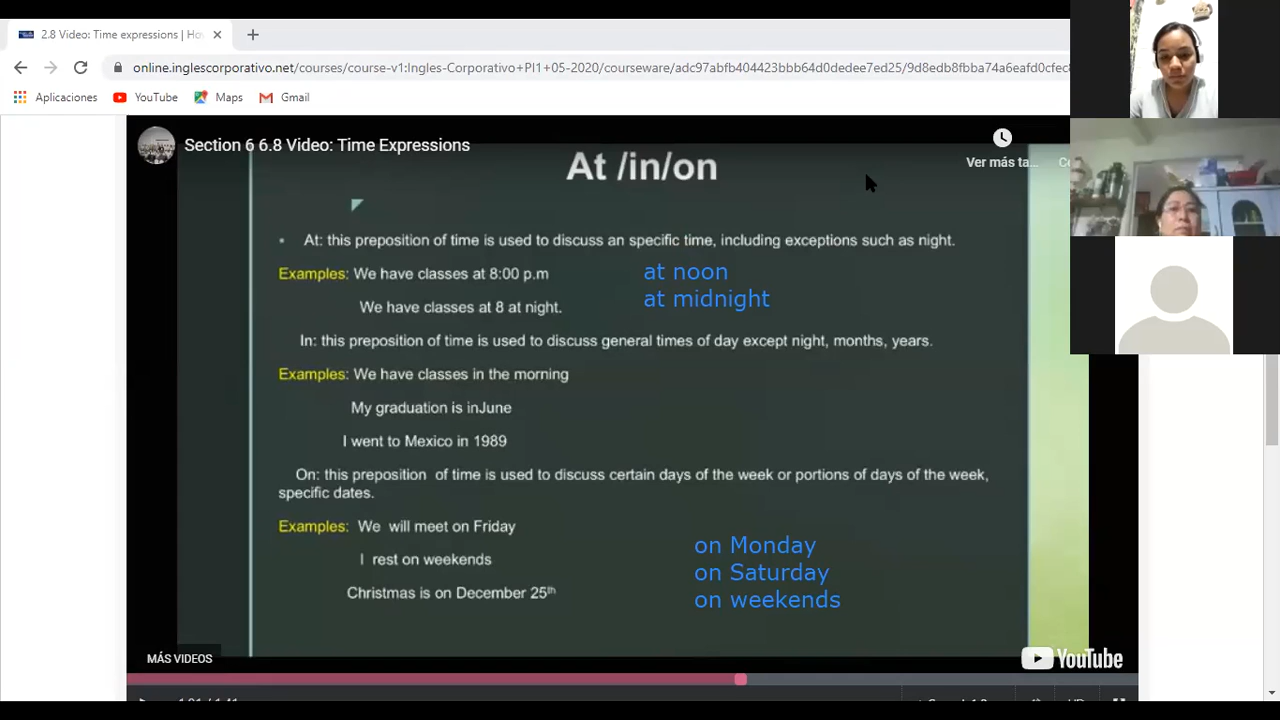 2.8 Video: Time expressions | Ho
online.inglescorporativo.net/courses/course-v1:Ingles-Corporativo+PI1+05-2020/courseware/adc97abfb404423bbb64d0dedee7ed25/9d8edb8fbba74a6eafd0cfec8
Aplicaciones YouTube Maps Gmail
Section 6 6.8 Video: Time Expressions
Ver más ta...
At /in/on
At: this preposition of time is used to discuss an specific time, including exceptions such as night.
Examples: We have classes at 8:00 p.m
at noon
We have classes at 8 at night.
at midnight
In: this preposition of time is used to discuss general times of day except night, months, years.
Examples: We have classes in the morning
My graduation is inJune
I went to Mexico in 1989
On: this preposition of time is used to discuss certain days of the week or portions of days of the week,
specific dates.
Examples: We will meet on Friday
on Monday
I rest on weekends
on Saturday
Christmas is on December 25th
on weekends
MÁS VIDEOS
YouTube